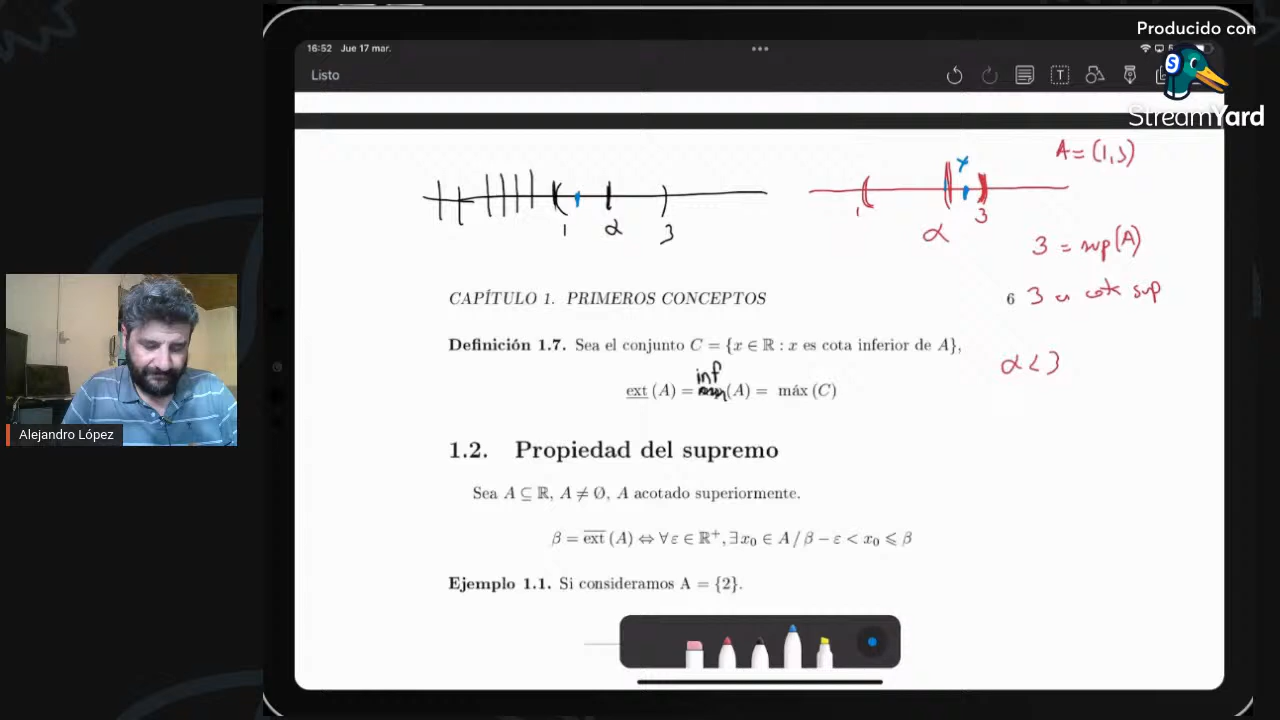 Producido con
StreamYard
16:52 Jue 17 mar.
Listo
A = (1,3)
1 α 3
x
1 α 3
3 = sup(A)
CAPÍTULO 1. PRIMEROS CONCEPTOS 6
3 es cota sup
Definición 1.7. Sea el conjunto C = {x ∈ ℝ : x es cota inferior de A},
α < 3
inf
ext (A) = (A) = máx (C)
Alejandro López
1.2. Propiedad del supremo
Sea A ⊆ ℝ, A ≠ Ø, A acotado superiormente.
β = ext (A) ⇔ ∀ ε ∈ ℝ⁺, ∃ x₀ ∈ A / β − ε < x₀ ⩽ β
Ejemplo 1.1. Si consideramos A = {2}.